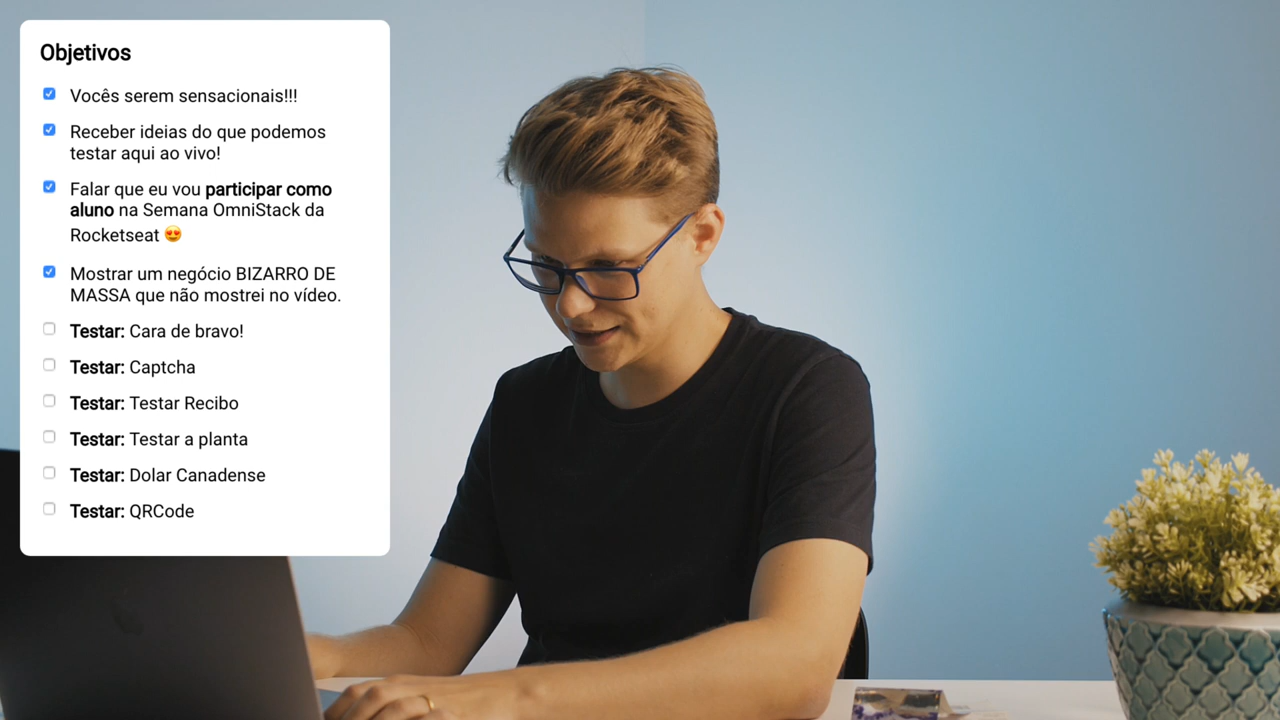 Objetivos
Vocês serem sensacionais!!!
Receber ideias do que podemos
testar aqui ao vivo!
Falar que eu vou participar como
aluno na Semana OmniStack da
Rocketseat 😍
Mostrar um negócio BIZARRO DE
MASSA que não mostrei no vídeo.
Testar: Cara de bravo!
Testar: Captcha
Testar: Testar Recibo
Testar: Testar a planta
Testar: Dolar Canadense
Testar: QRCode